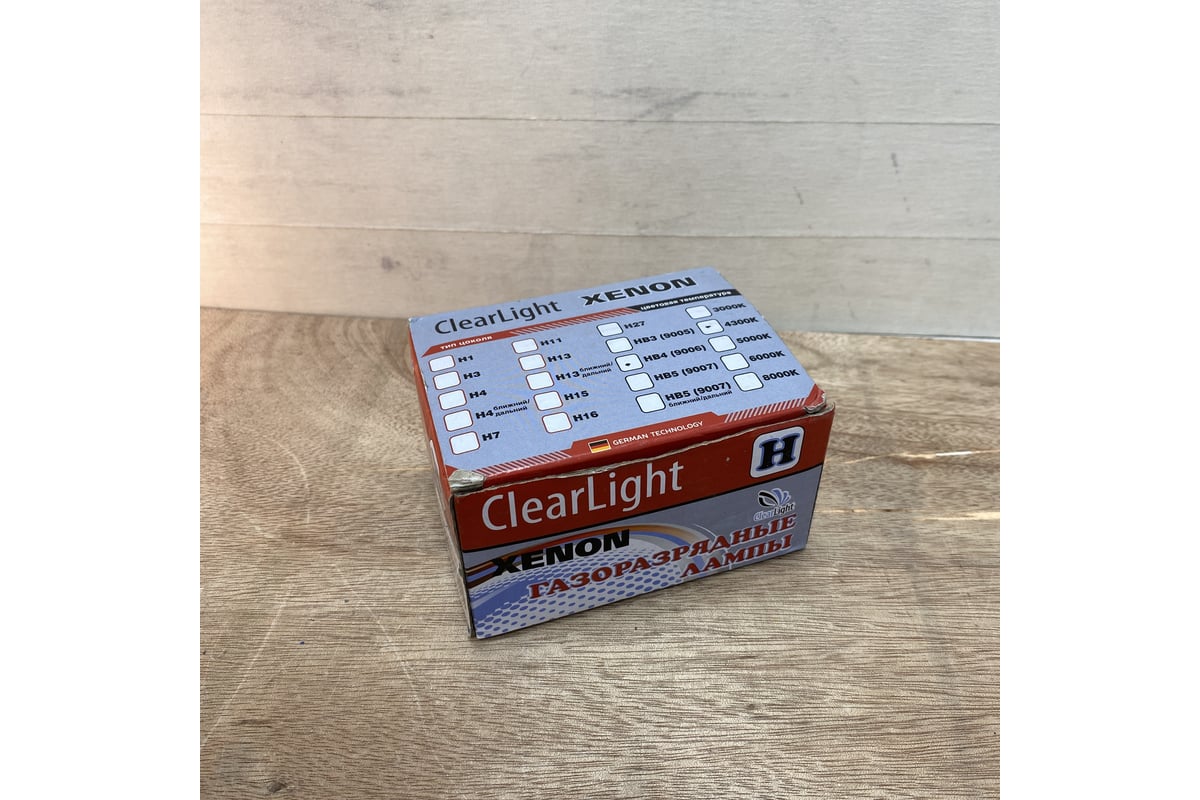 ClearLight XENON
тип цоколя
цветовая температура
H1
H3
H4
H4 ближний/
дальний
H7
H11
H13
H13 ближний/
дальний
H15
H16
H27
HB3 (9005)
HB4 (9006)
HB5 (9007)
HB5 (9007)
ближний/дальний
3000K
4300K
5000K
6000K
8000K
GERMAN TECHNOLOGY
ClearLight
H
ClearLight
XENON
ГАЗОРАЗРЯДНЫЕ
ЛАМПЫ